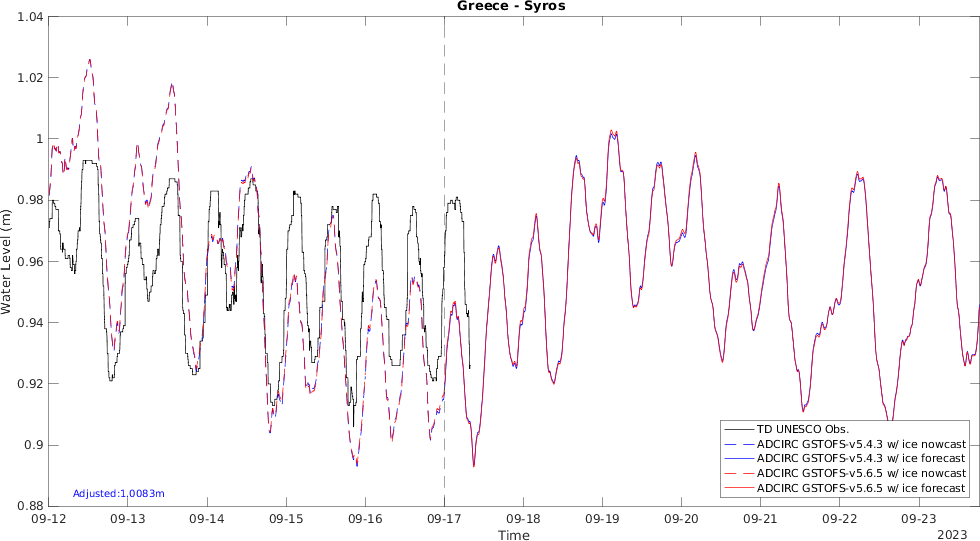 Greece - Syros
1.04
1.02
1
0.98
0.96
0.94
0.92
0.9
0.88
Water Level (m)
Adjusted:1.0083m
TD UNESCO Obs.
ADCIRC GSTOFS-v5.4.3 w/ ice nowcast
ADCIRC GSTOFS-v5.4.3 w/ ice forecast
ADCIRC GSTOFS-v5.6.5 w/ ice nowcast
ADCIRC GSTOFS-v5.6.5 w/ ice forecast
09-12 09-13 09-14 09-15 09-16 09-17 09-18 09-19 09-20 09-21 09-22 09-23
Time
2023